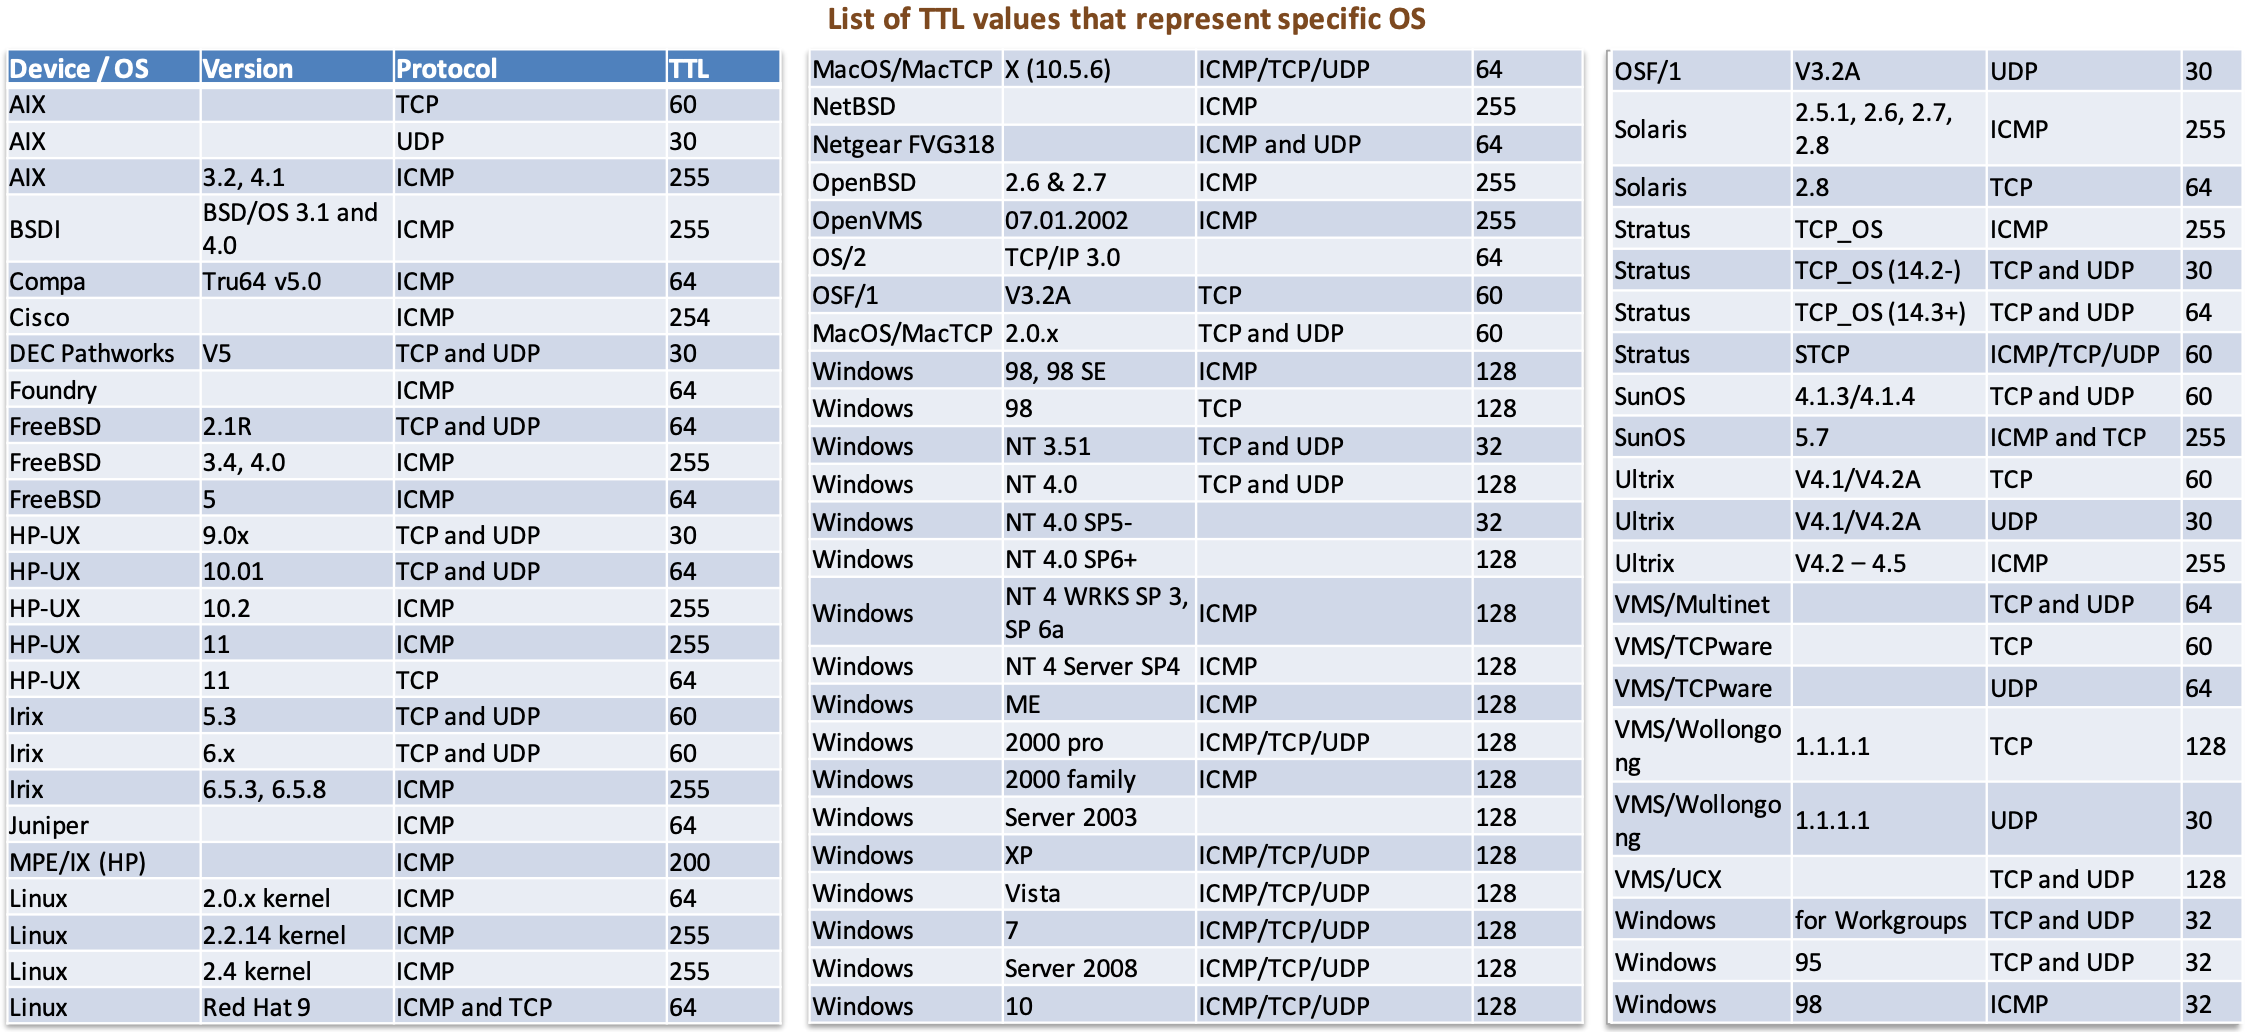 List of TTL values that represent specific OS
Device / OS Version Protocol TTL
AIX TCP 60
AIX UDP 30
AIX 3.2, 4.1 ICMP 255
BSDI BSD/OS 3.1 and 4.0 ICMP 255
Compa Tru64 v5.0 ICMP 64
Cisco ICMP 254
DEC Pathworks V5 TCP and UDP 30
Foundry ICMP 64
FreeBSD 2.1R TCP and UDP 64
FreeBSD 3.4, 4.0 ICMP 255
FreeBSD 5 ICMP 64
HP-UX 9.0x TCP and UDP 30
HP-UX 10.01 TCP and UDP 64
HP-UX 10.2 ICMP 255
HP-UX 11 ICMP 255
HP-UX 11 TCP 64
Irix 5.3 TCP and UDP 60
Irix 6.x TCP and UDP 60
Irix 6.5.3, 6.5.8 ICMP 255
Juniper ICMP 64
MPE/IX (HP) ICMP 200
Linux 2.0.x kernel ICMP 64
Linux 2.2.14 kernel ICMP 255
Linux 2.4 kernel ICMP 255
Linux Red Hat 9 ICMP and TCP 64
MacOS/MacTCP X (10.5.6) ICMP/TCP/UDP 64
NetBSD ICMP 255
Netgear FVG318 ICMP and UDP 64
OpenBSD 2.6 & 2.7 ICMP 255
OpenVMS 07.01.2002 ICMP 255
OS/2 TCP/IP 3.0 64
OSF/1 V3.2A TCP 60
MacOS/MacTCP 2.0.x TCP and UDP 60
Windows 98, 98 SE ICMP 128
Windows 98 TCP 128
Windows NT 3.51 TCP and UDP 32
Windows NT 4.0 TCP and UDP 128
Windows NT 4.0 SP5- 32
Windows NT 4.0 SP6+ 128
Windows NT 4 WRKS SP 3, SP 6a ICMP 128
Windows NT 4 Server SP4 ICMP 128
Windows ME ICMP 128
Windows 2000 pro ICMP/TCP/UDP 128
Windows 2000 family ICMP 128
Windows Server 2003 128
Windows XP ICMP/TCP/UDP 128
Windows Vista ICMP/TCP/UDP 128
Windows 7 ICMP/TCP/UDP 128
Windows Server 2008 ICMP/TCP/UDP 128
Windows 10 ICMP/TCP/UDP 128
OSF/1 V3.2A UDP 30
Solaris 2.5.1, 2.6, 2.7, 2.8 ICMP 255
Solaris 2.8 TCP 64
Stratus TCP_OS ICMP 255
Stratus TCP_OS (14.2-) TCP and UDP 30
Stratus TCP_OS (14.3+) TCP and UDP 64
Stratus STCP ICMP/TCP/UDP 60
SunOS 4.1.3/4.1.4 TCP and UDP 60
SunOS 5.7 ICMP and TCP 255
Ultrix V4.1/V4.2A TCP 60
Ultrix V4.1/V4.2A UDP 30
Ultrix V4.2 – 4.5 ICMP 255
VMS/Multinet TCP and UDP 64
VMS/TCPware TCP 60
VMS/TCPware UDP 64
VMS/Wollongo
ng 1.1.1.1 TCP 128
VMS/Wollongo
ng 1.1.1.1 UDP 30
VMS/UCX TCP and UDP 128
Windows for Workgroups TCP and UDP 32
Windows 95 TCP and UDP 32
Windows 98 ICMP 32